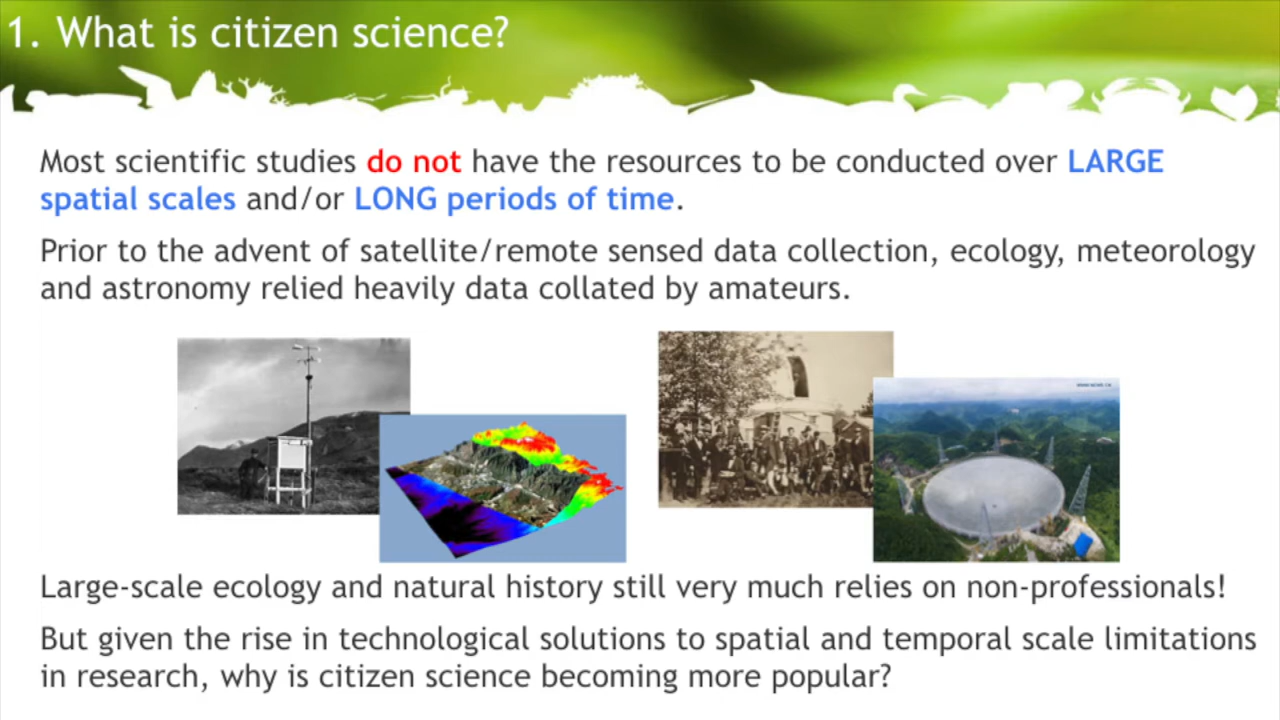 1. What is citizen science?
Most scientific studies do not have the resources to be conducted over LARGE
spatial scales and/or LONG periods of time.
Prior to the advent of satellite/remote sensed data collection, ecology, meteorology
and astronomy relied heavily data collated by amateurs.
Large-scale ecology and natural history still very much relies on non-professionals!
But given the rise in technological solutions to spatial and temporal scale limitations
in research, why is citizen science becoming more popular?